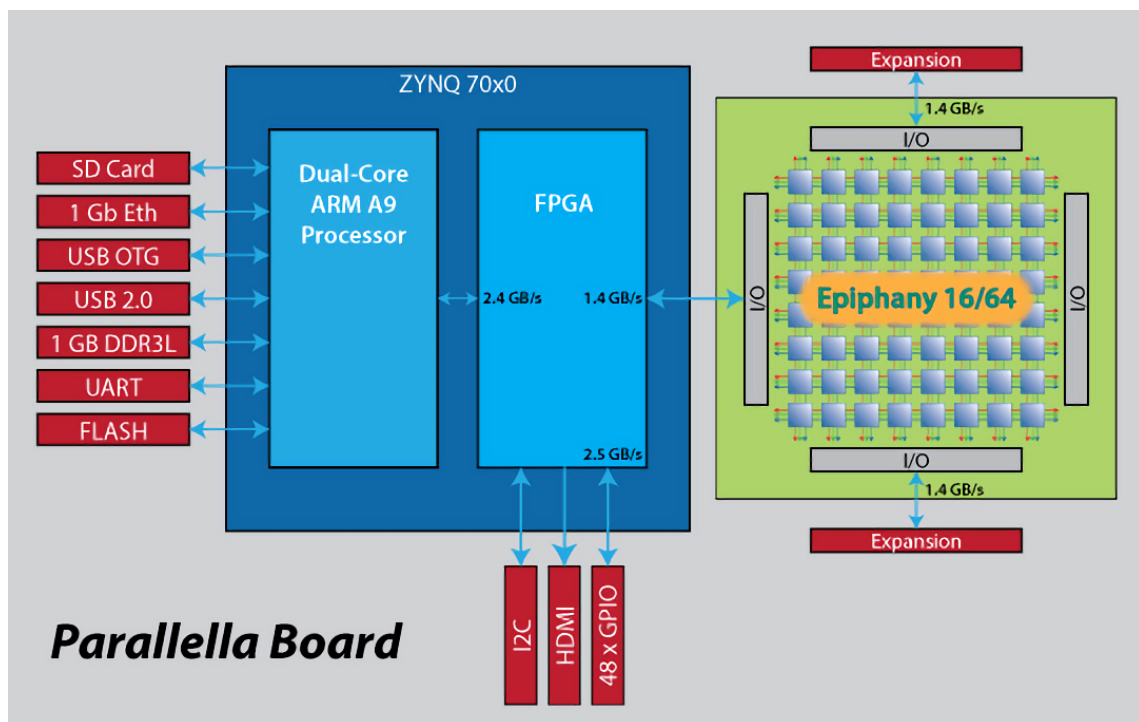 Expansion
1.4 GB/s
I/O
ZYNQ 70x0
SD Card
1 Gb Eth
USB OTG
USB 2.0
1 GB DDR3L
UART
FLASH
Dual-Core
ARM A9
Processor
FPGA
2.4 GB/s
1.4 GB/s
2.5 GB/s
I/O
Epiphany 16/64
I/O
I/O
1.4 GB/s
Expansion
I2C
HDMI
48 x GPIO
Parallella Board